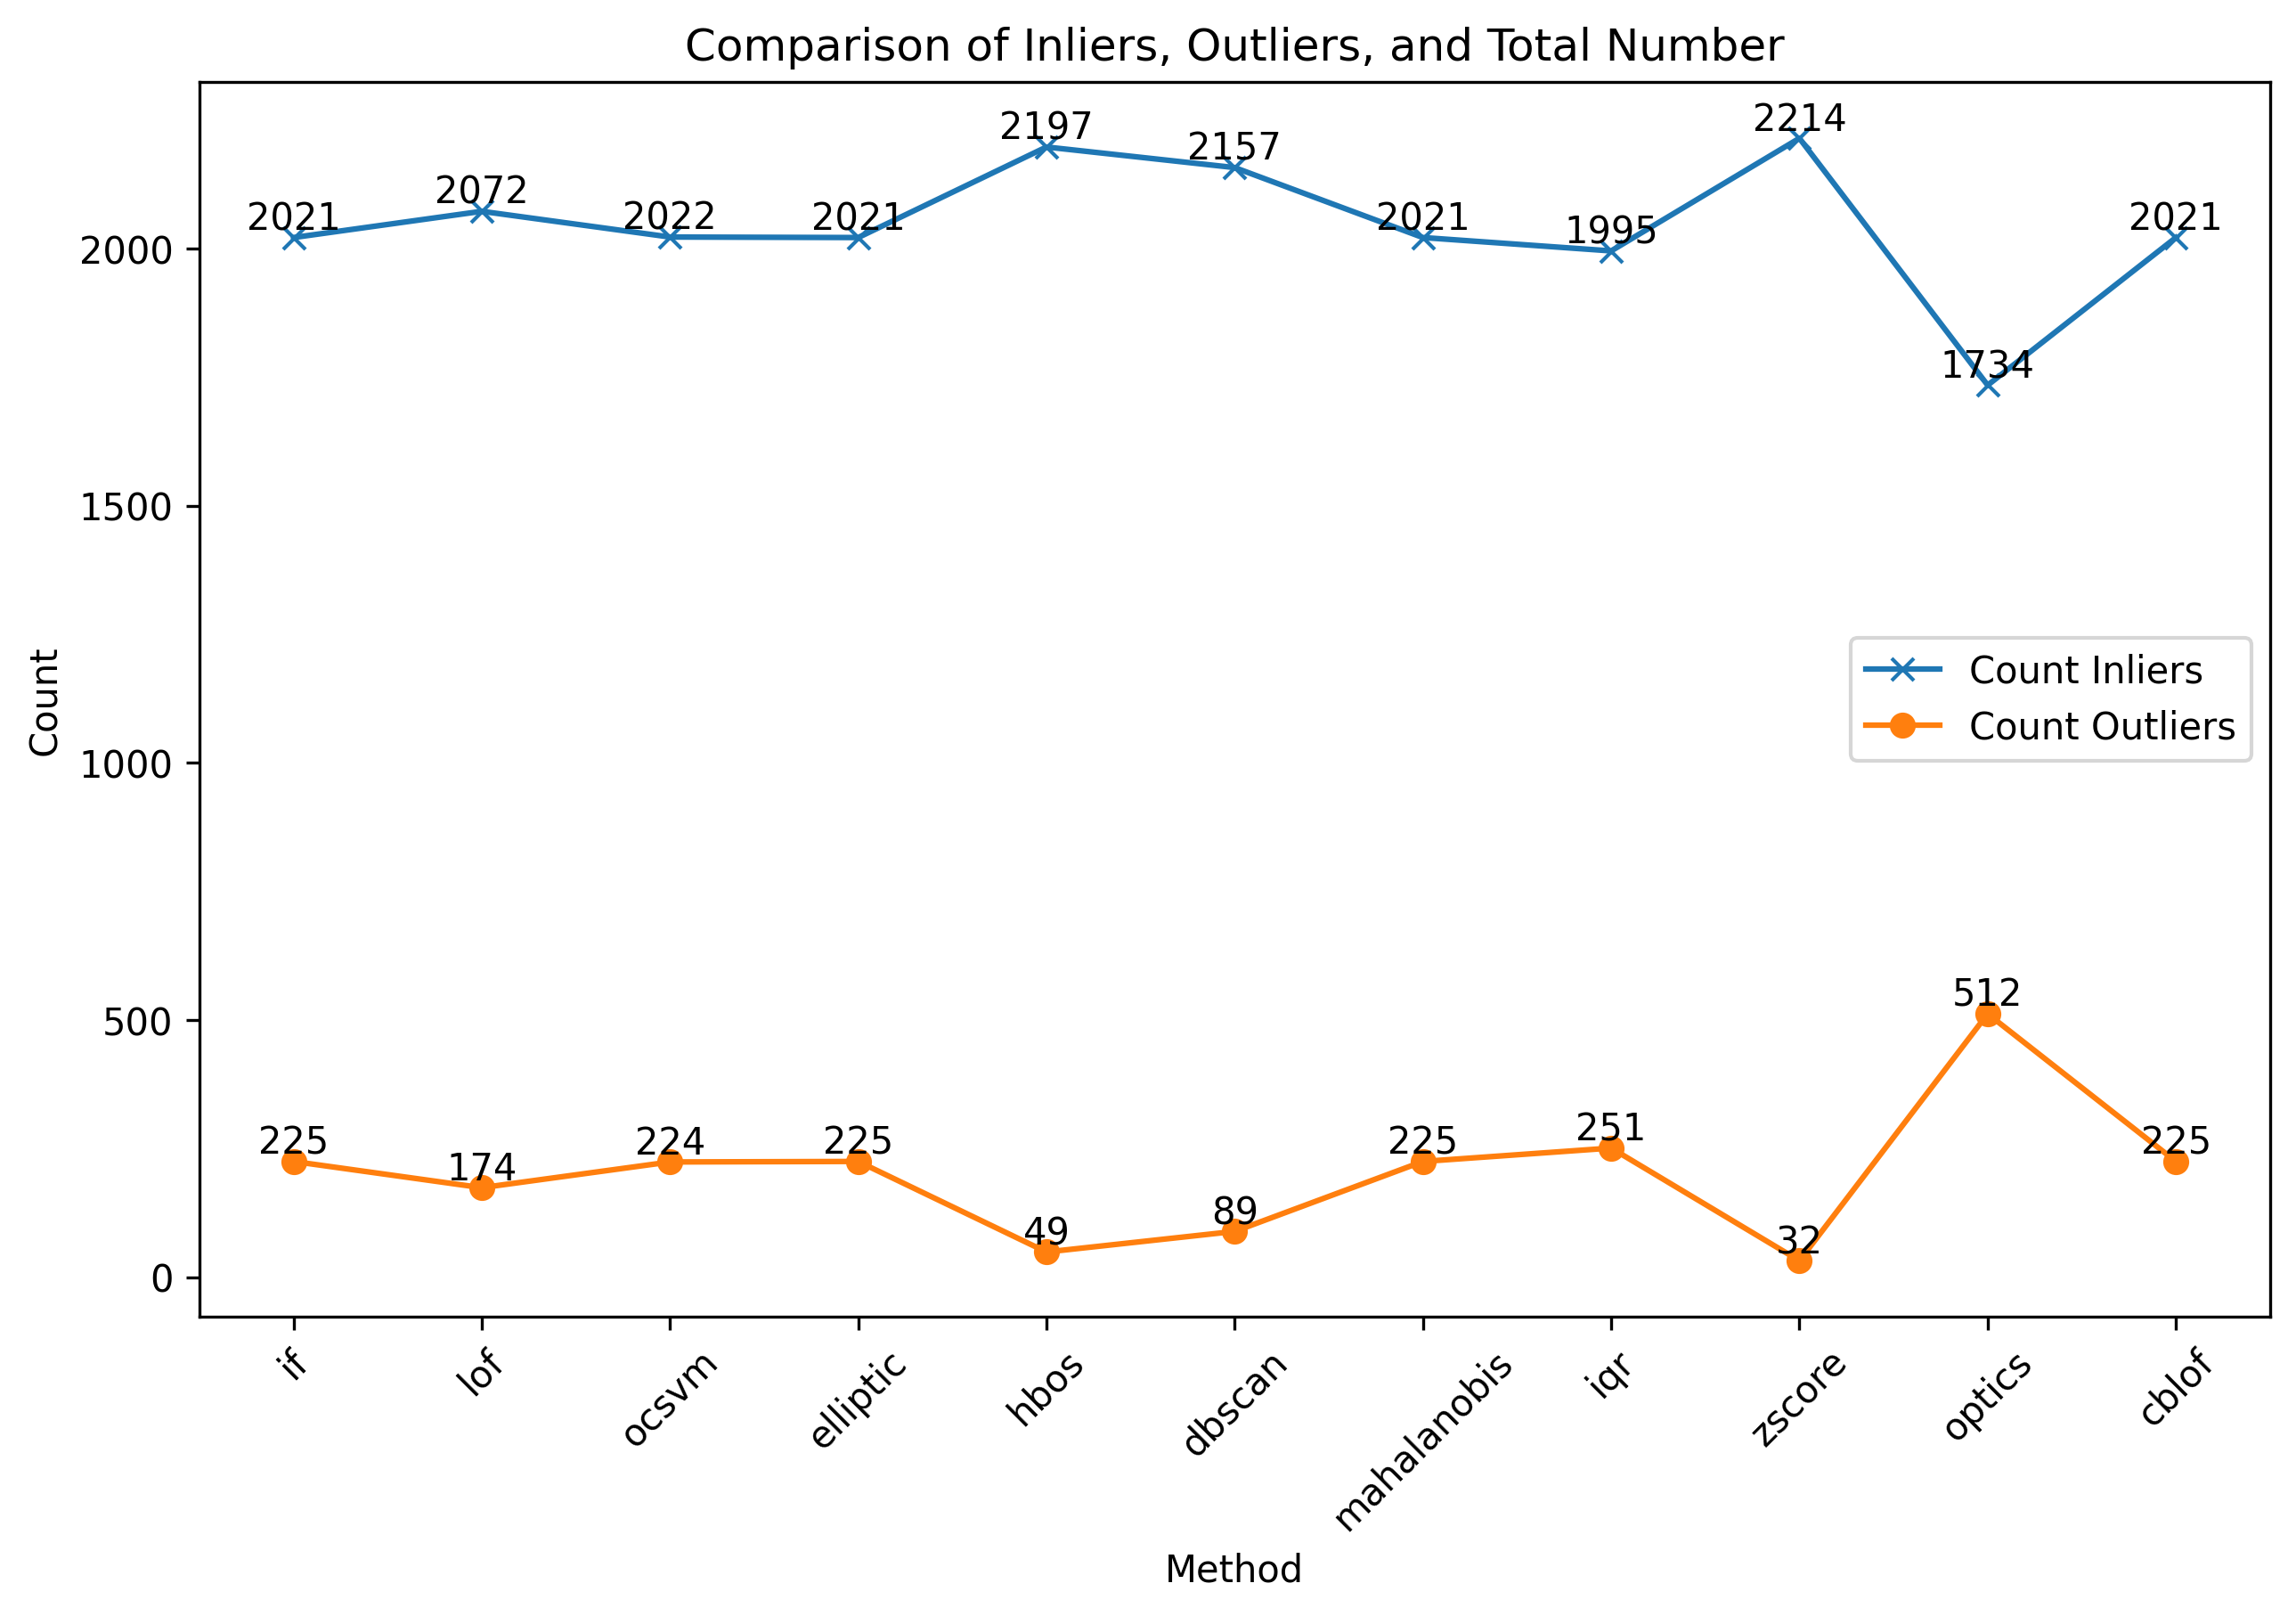 Comparison of Inliers, Outliers, and Total Number
2197
2157
2214
2021
2072
2022
2021
2021
1995
2021
1734
2000
1500
1000
500
0
Count
Count Inliers
Count Outliers
225
174
224
225
49
89
225
251
32
512
225
if
lof
ocsvm
elliptic
hbos
dbscan
mahalanobis
iqr
zscore
optics
cblof
Method